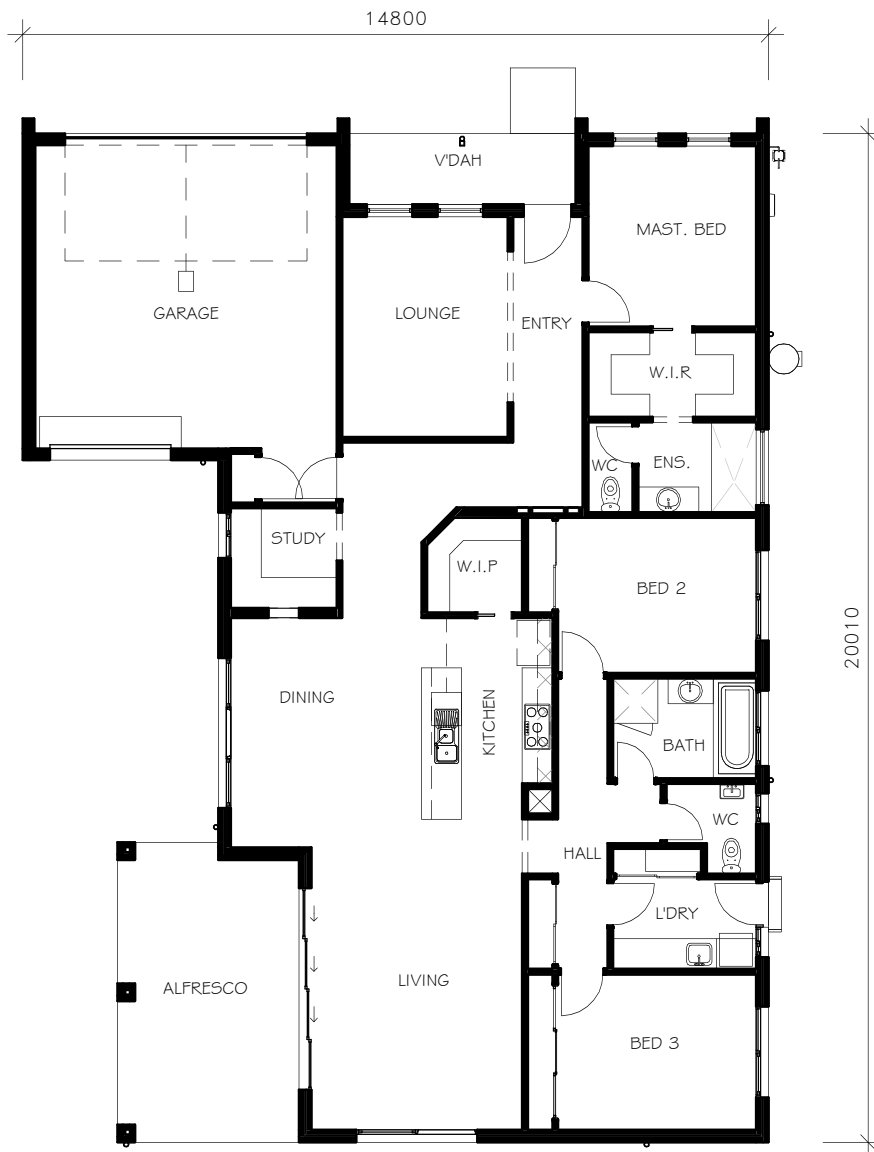 14800
V'DAH
MAST. BED
GARAGE
LOUNGE
ENTRY
W.I.R
WC
ENS.
STUDY
W.I.P
BED 2
20010
DINING
KITCHEN
BATH
WC
HALL
L'DRY
ALFRESCO
LIVING
BED 3